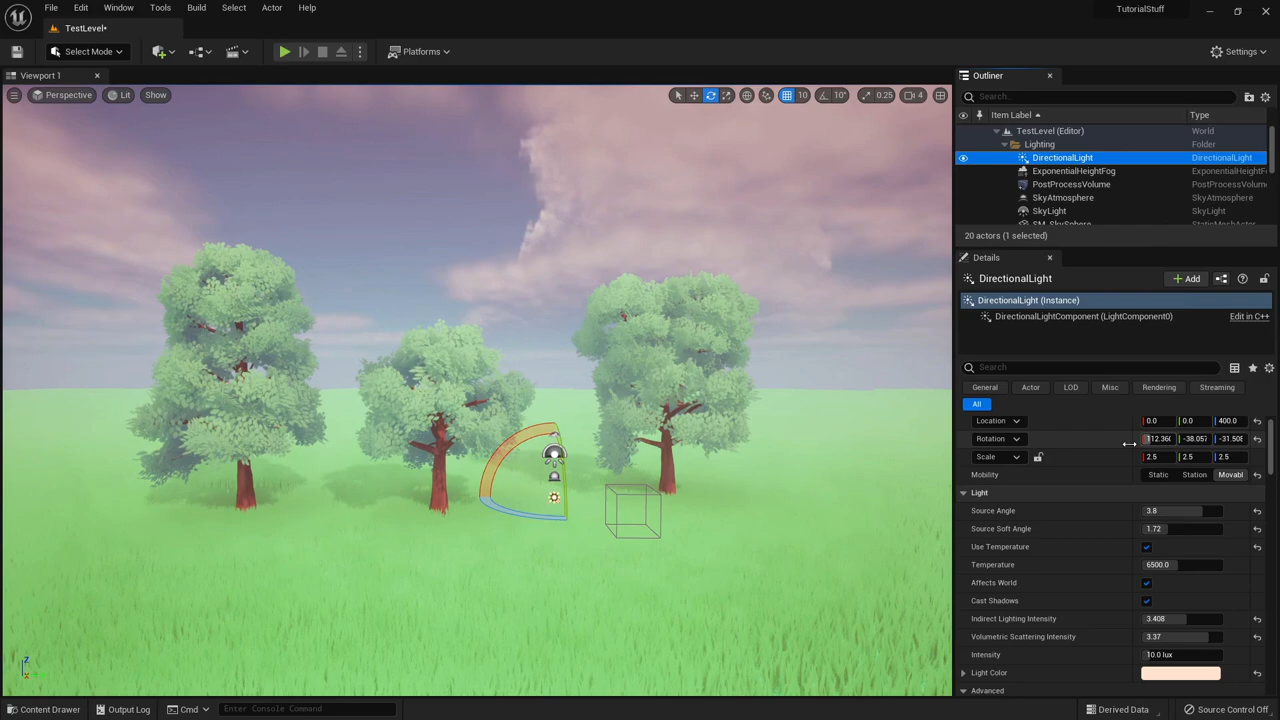 File Edit Window Tools Build Select Actor Help
TutorialStuff
TestLevel*
Select Mode
Platforms
Settings
Viewport 1
Outliner
Perspective Lit Show
10 10° 0.25 4
Search...
Item Label Type
TestLevel (Editor) World
Lighting Folder
DirectionalLight DirectionalLight
ExponentialHeightFog ExponentialHeightFo
PostProcessVolume PostProcessVolum
SkyAtmosphere SkyAtmosphere
SkyLight SkyLight
SM_SkySphere StaticMeshActor
20 actors (1 selected)
Details
DirectionalLight
Add
DirectionalLight (Instance)
DirectionalLightComponent (LightComponent0) Edit in C++
Search
General Actor LOD Misc Rendering Streaming
All
Location 0.0 0.0 400.0
Rotation -38.057 -31.508
Scale 2.5 2.5 2.5
Mobility Static Station Movabl
Light
Source Angle 3.8
Source Soft Angle 1.72
Use Temperature
Temperature 6500.0
Affects World
Cast Shadows
Indirect Lighting Intensity 3.408
Volumetric Scattering Intensity 3.37
Intensity 10.0 lux
Light Color
Advanced
Z
Content Drawer Output Log Cmd Enter Console Command
Derived Data Source Control Off